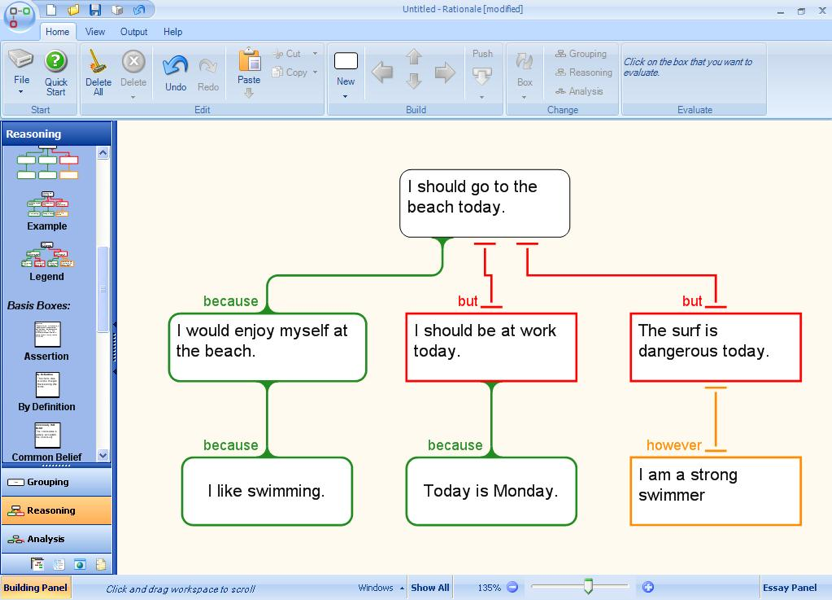 Untitled - Rationale [modified]
Home View Output Help
File
Quick
Start
Delete
All
Delete
Undo
Redo
Paste
Cut
Copy
New
Push
Box
Grouping
Reasoning
Analysis
Click on the box that you want to
evaluate.
Start
Edit
Build
Change
Evaluate
Reasoning
Example
Legend
Basis Boxes:
Assertion
By Definition
Common Belief
Grouping
Reasoning
Analysis
I should go to the
beach today.
because
but
but
I would enjoy myself at
the beach.
I should be at work
today.
The surf is
dangerous today.
because
because
however
I like swimming.
Today is Monday.
I am a strong
swimmer
Building Panel
Click and drag workspace to scroll
Windows
Show All
135%
Essay Panel